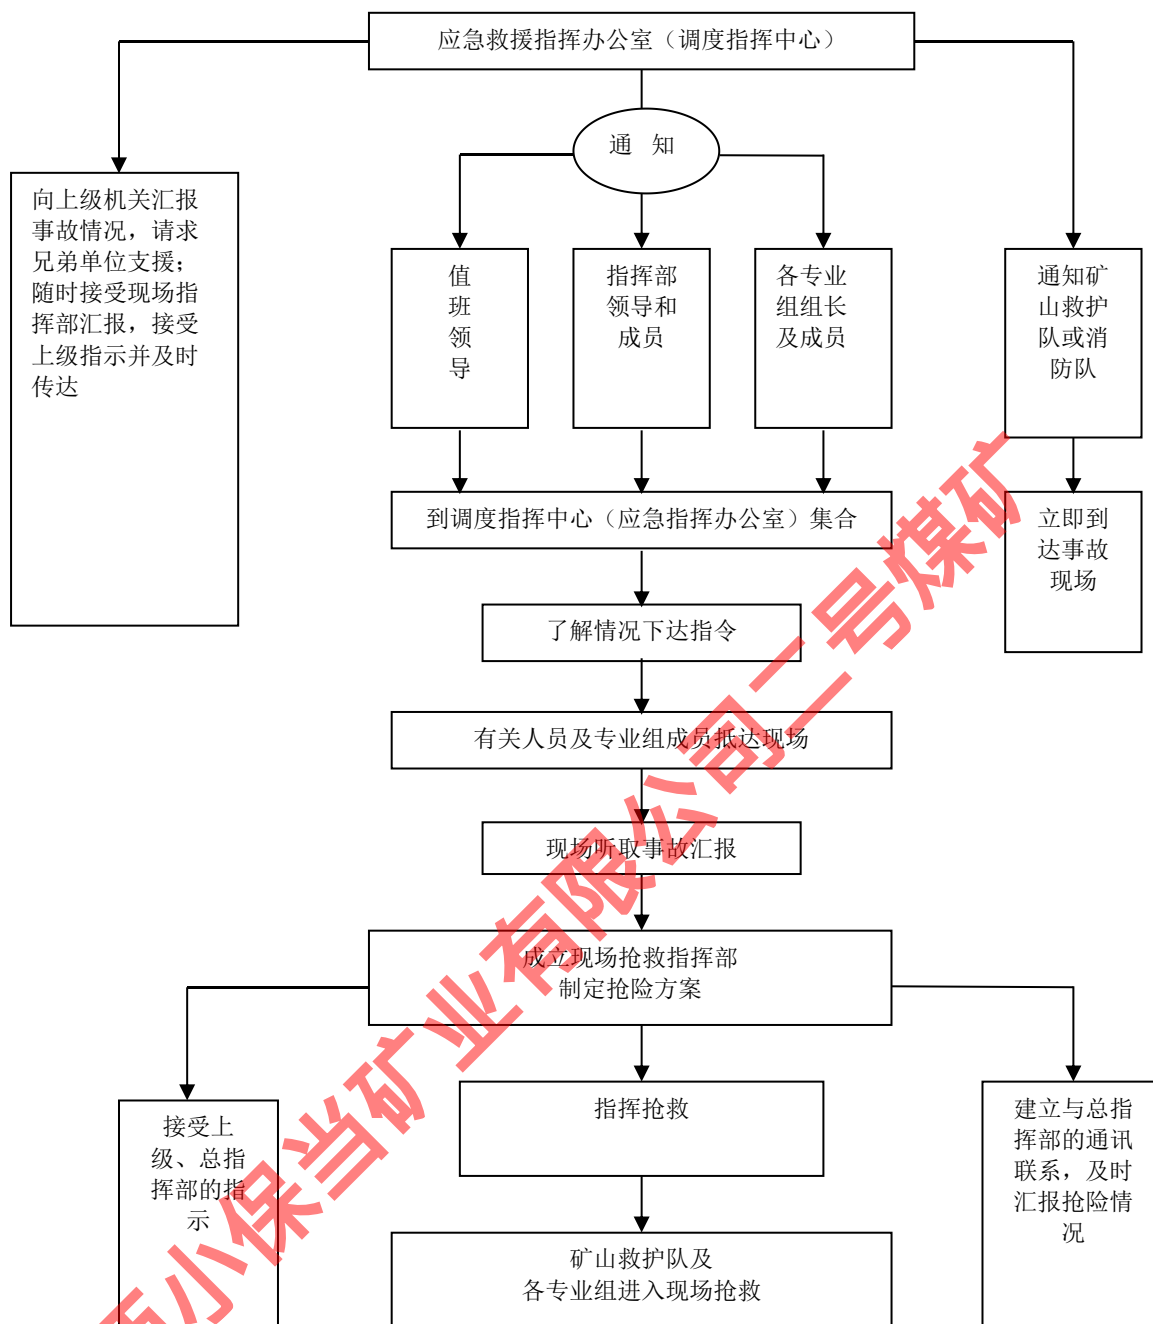 应急救援指挥办公室（调度指挥中心）
通 知
向上级机关汇报
事故情况，请求
兄弟单位支援；
随时接受现场指
挥部汇报，接受
上级指示并及时
传达
值
班
领
导
指挥部
领导和
成员
各专业
组组长
及成员
通知矿
山救护
队或消
防队
到调度指挥中心（应急指挥办公室）集合
立即到
达事故
现场
了解情况下达指令
有关人员及专业组成员抵达现场
现场听取事故汇报
成立现场抢救指挥部
制定抢险方案
接受上
级、总指
挥部的指
示
指挥抢救
建立与总指
挥部的通讯
联系，及时
汇报抢险情
况
矿山救护队及
各专业组进入现场抢救
小保当矿业有限公司二号煤矿